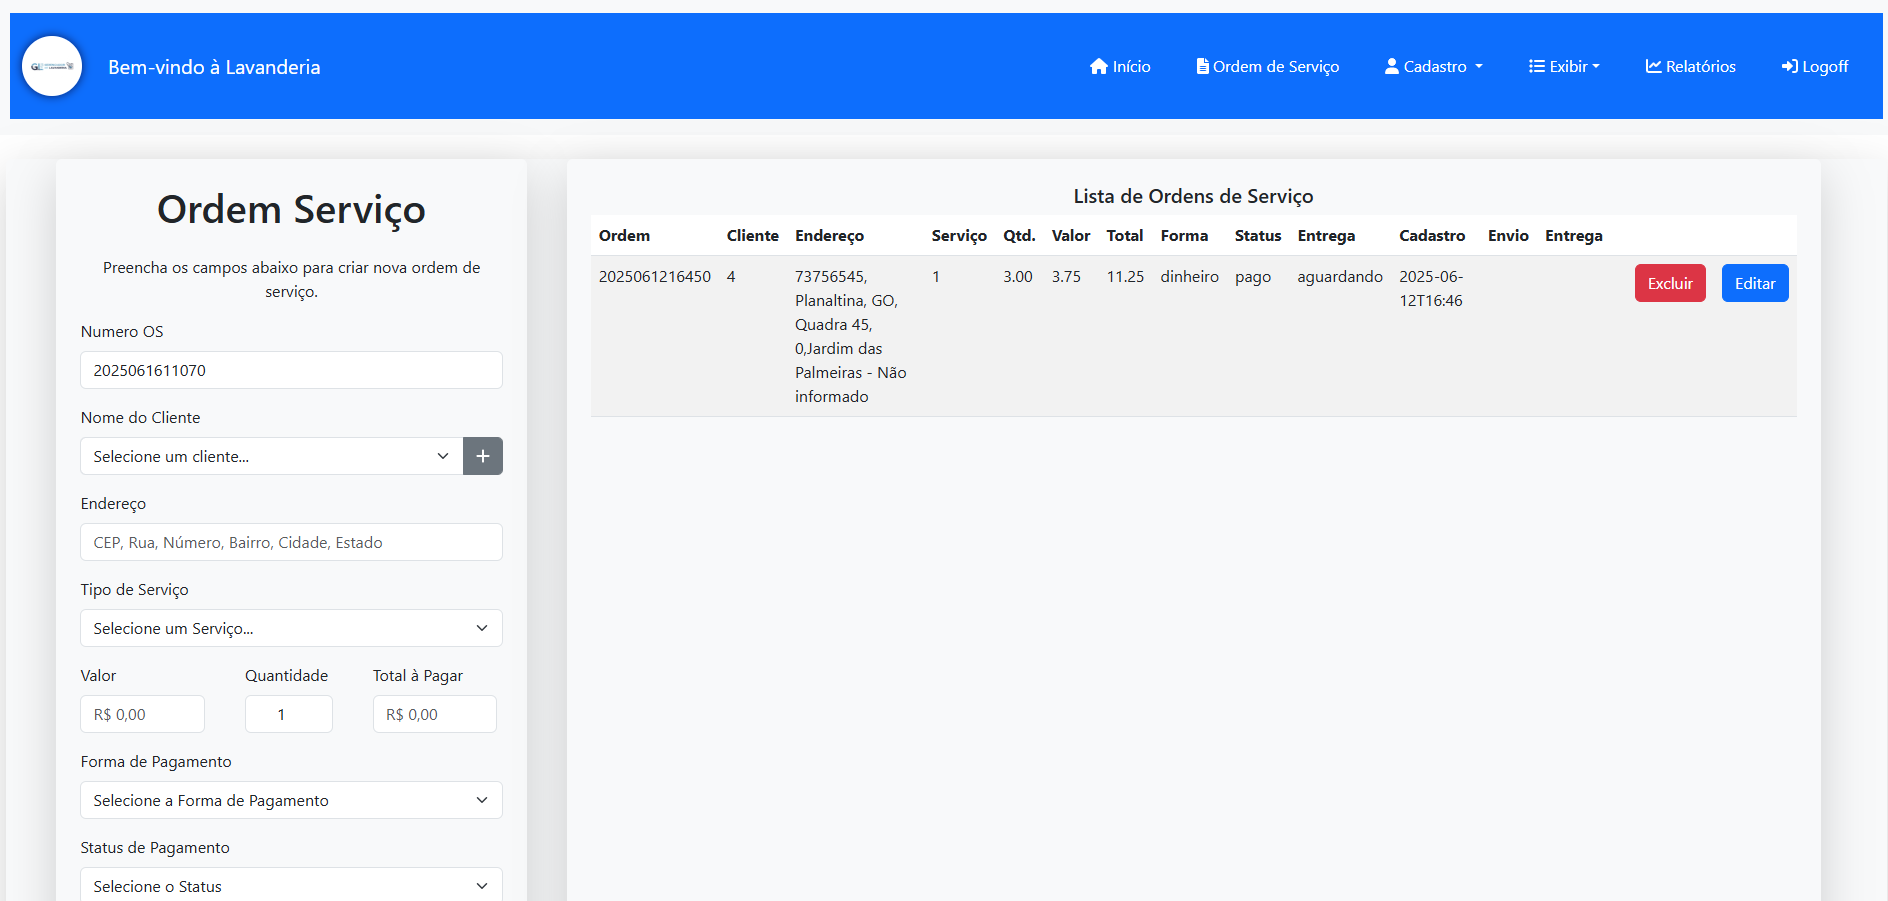 Bem-vindo à Lavanderia
Início
Ordem de Serviço
Cadastro
Exibir
Relatórios
Logoff
Ordem Serviço
Preencha os campos abaixo para criar nova ordem de
serviço.
Numero OS
2025061611070
Nome do Cliente
Selecione um cliente...
Endereço
CEP, Rua, Número, Bairro, Cidade, Estado
Tipo de Serviço
Selecione um Serviço...
Valor Quantidade Total à Pagar
R$ 0,00 1 R$ 0,00
Forma de Pagamento
Selecione a Forma de Pagamento
Status de Pagamento
Selecione o Status
Lista de Ordens de Serviço
Ordem Cliente Endereço Serviço Qtd. Valor Total Forma Status Entrega Cadastro Envio Entrega
2025061216450 4 73756545, 1 3.00 3.75 11.25 dinheiro pago aguardando 2025-06- Excluir Editar
Planaltina, GO, 12T16:46
Quadra 45,
0,Jardim das
Palmeiras - Não
informado